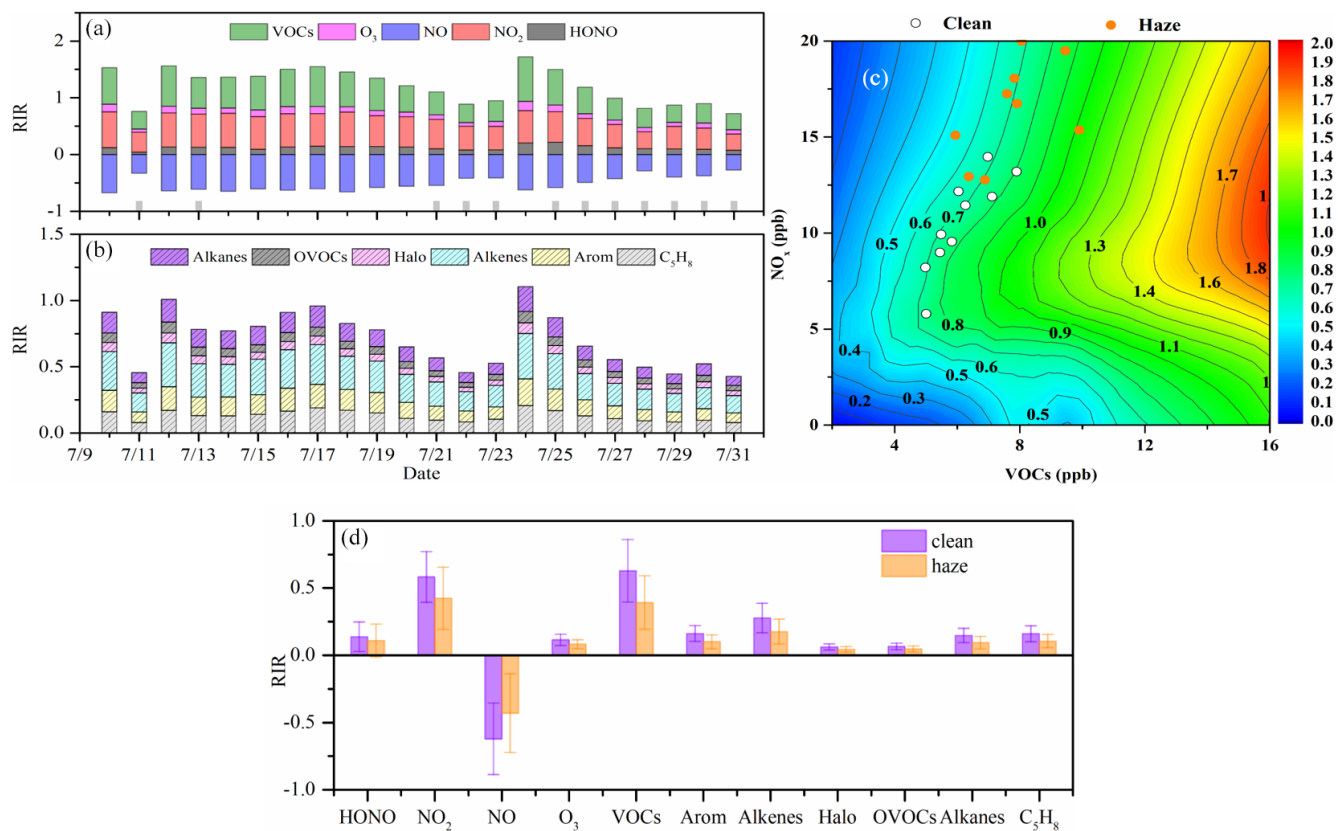 (a)
VOCs O3 NO NO2 HONO
2
1
0
-1
RIR
(b)
Alkanes OVOCs Halo Alkenes Arom C5H8
1.5
1.0
0.5
0.0
RIR
7/9 7/11 7/13 7/15 7/17 7/19 7/21 7/23 7/25 7/27 7/29 7/31
Date
Clean Haze
(c)
20
15
10
5
0
NOx (ppb)
0.5 0.6 0.7 1.0 1.3 1.7
1.4 1.6 1.8
0.8 0.9 1.1
0.4 0.5 0.6
0.2 0.3 0.5
4 8 12 16
VOCs (ppb)
2.0
1.9
1.8
1.7
1.6
1.5
1.4
1.3
1.2
1.1
1.0
0.9
0.8
0.7
0.6
0.5
0.4
0.3
0.2
0.1
0.0
(d)
clean
haze
1.0
0.5
0.0
-0.5
-1.0
RIR
HONO NO2 NO O3 VOCs Arom Alkenes Halo OVOCs Alkanes C5H8